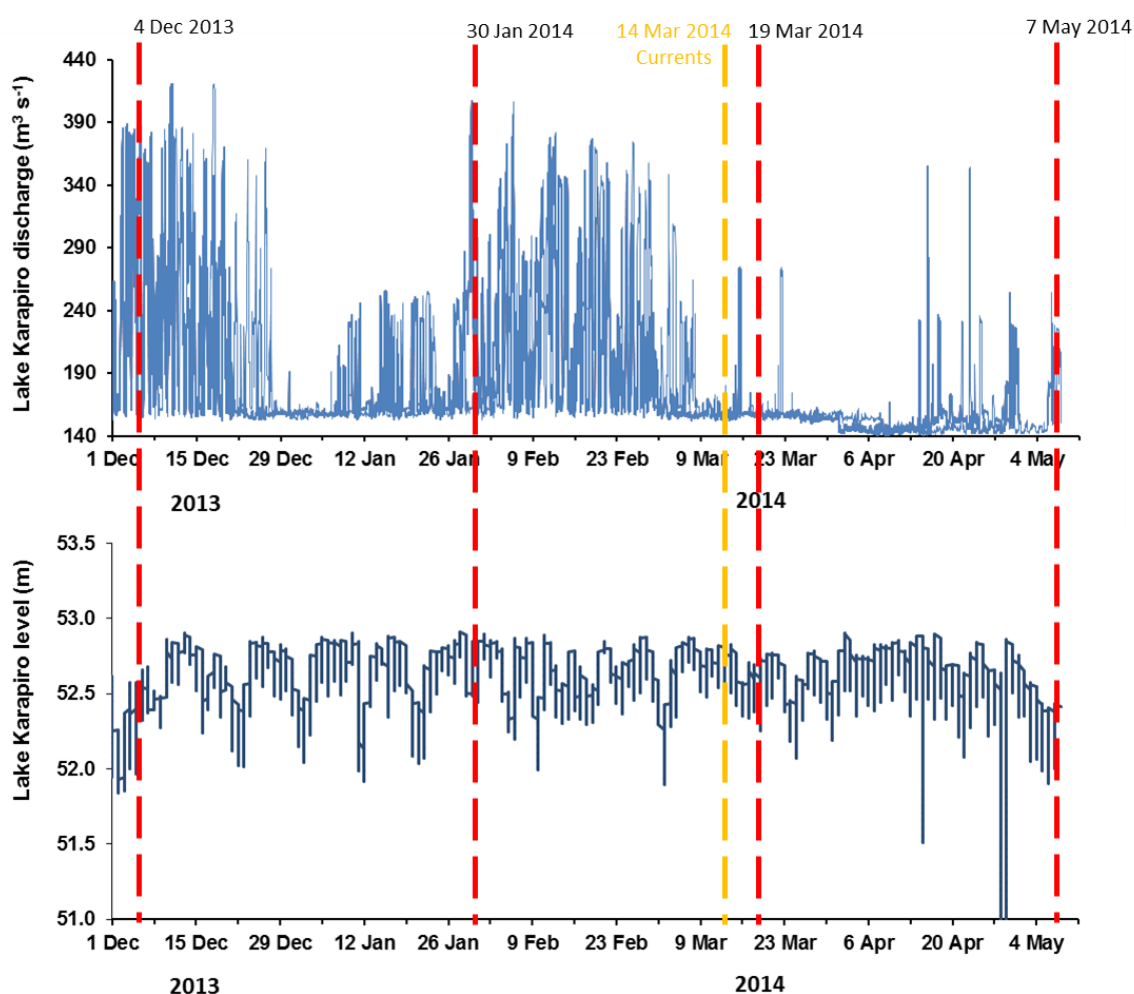 4 Dec 2013
30 Jan 2014
14 Mar 2014
Currents
19 Mar 2014
7 May 2014
Lake Karapiro discharge (m³ s⁻¹)
440
390
340
290
240
190
140
1 Dec 15 Dec 29 Dec 12 Jan 26 Jan 9 Feb 23 Feb 9 Mar 23 Mar 6 Apr 20 Apr 4 May
2013 2014
Lake Karapiro level (m)
53.5
53.0
52.5
52.0
51.5
51.0
1 Dec 15 Dec 29 Dec 12 Jan 26 Jan 9 Feb 23 Feb 9 Mar 23 Mar 6 Apr 20 Apr 4 May
2013 2014